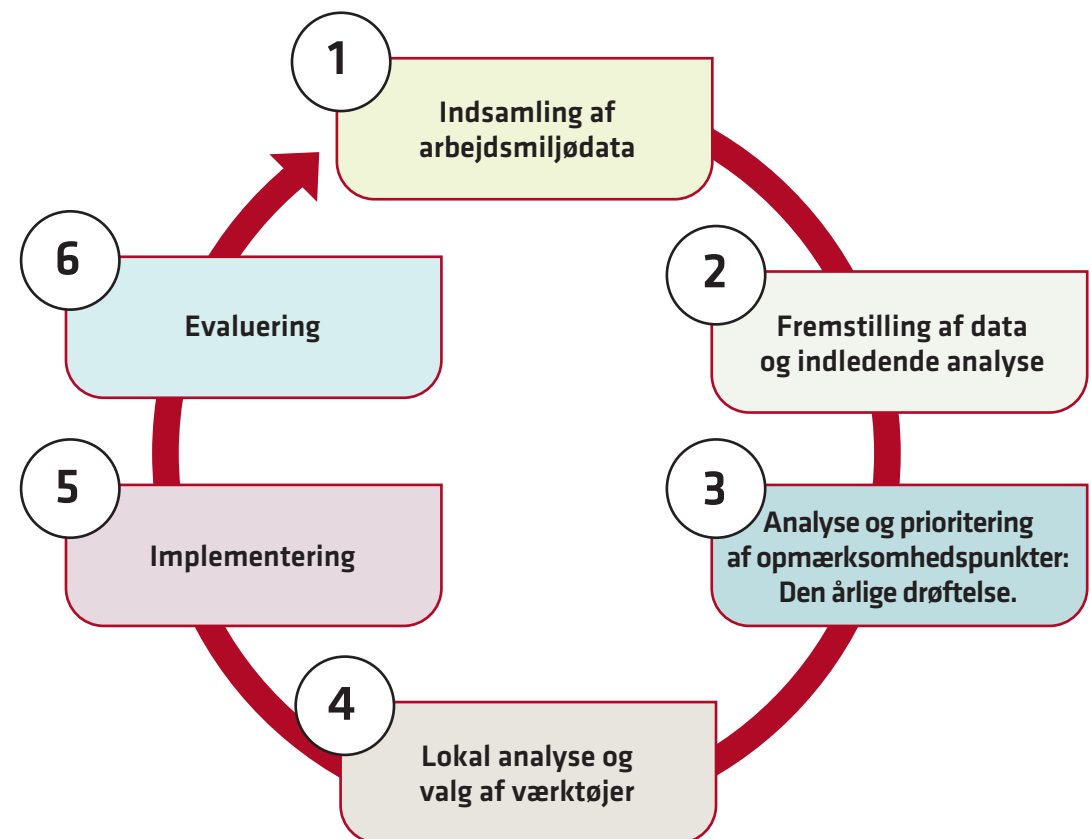 1
Indsamling af
arbejdsmiljødata
2
Fremstilling af data
og indledende analyse
3
Analyse og prioritering
af opmærksomhedspunkter:
Den årlige drøftelse.
4
Lokal analyse og
valg af værktøjer
5
Implementering
6
Evaluering